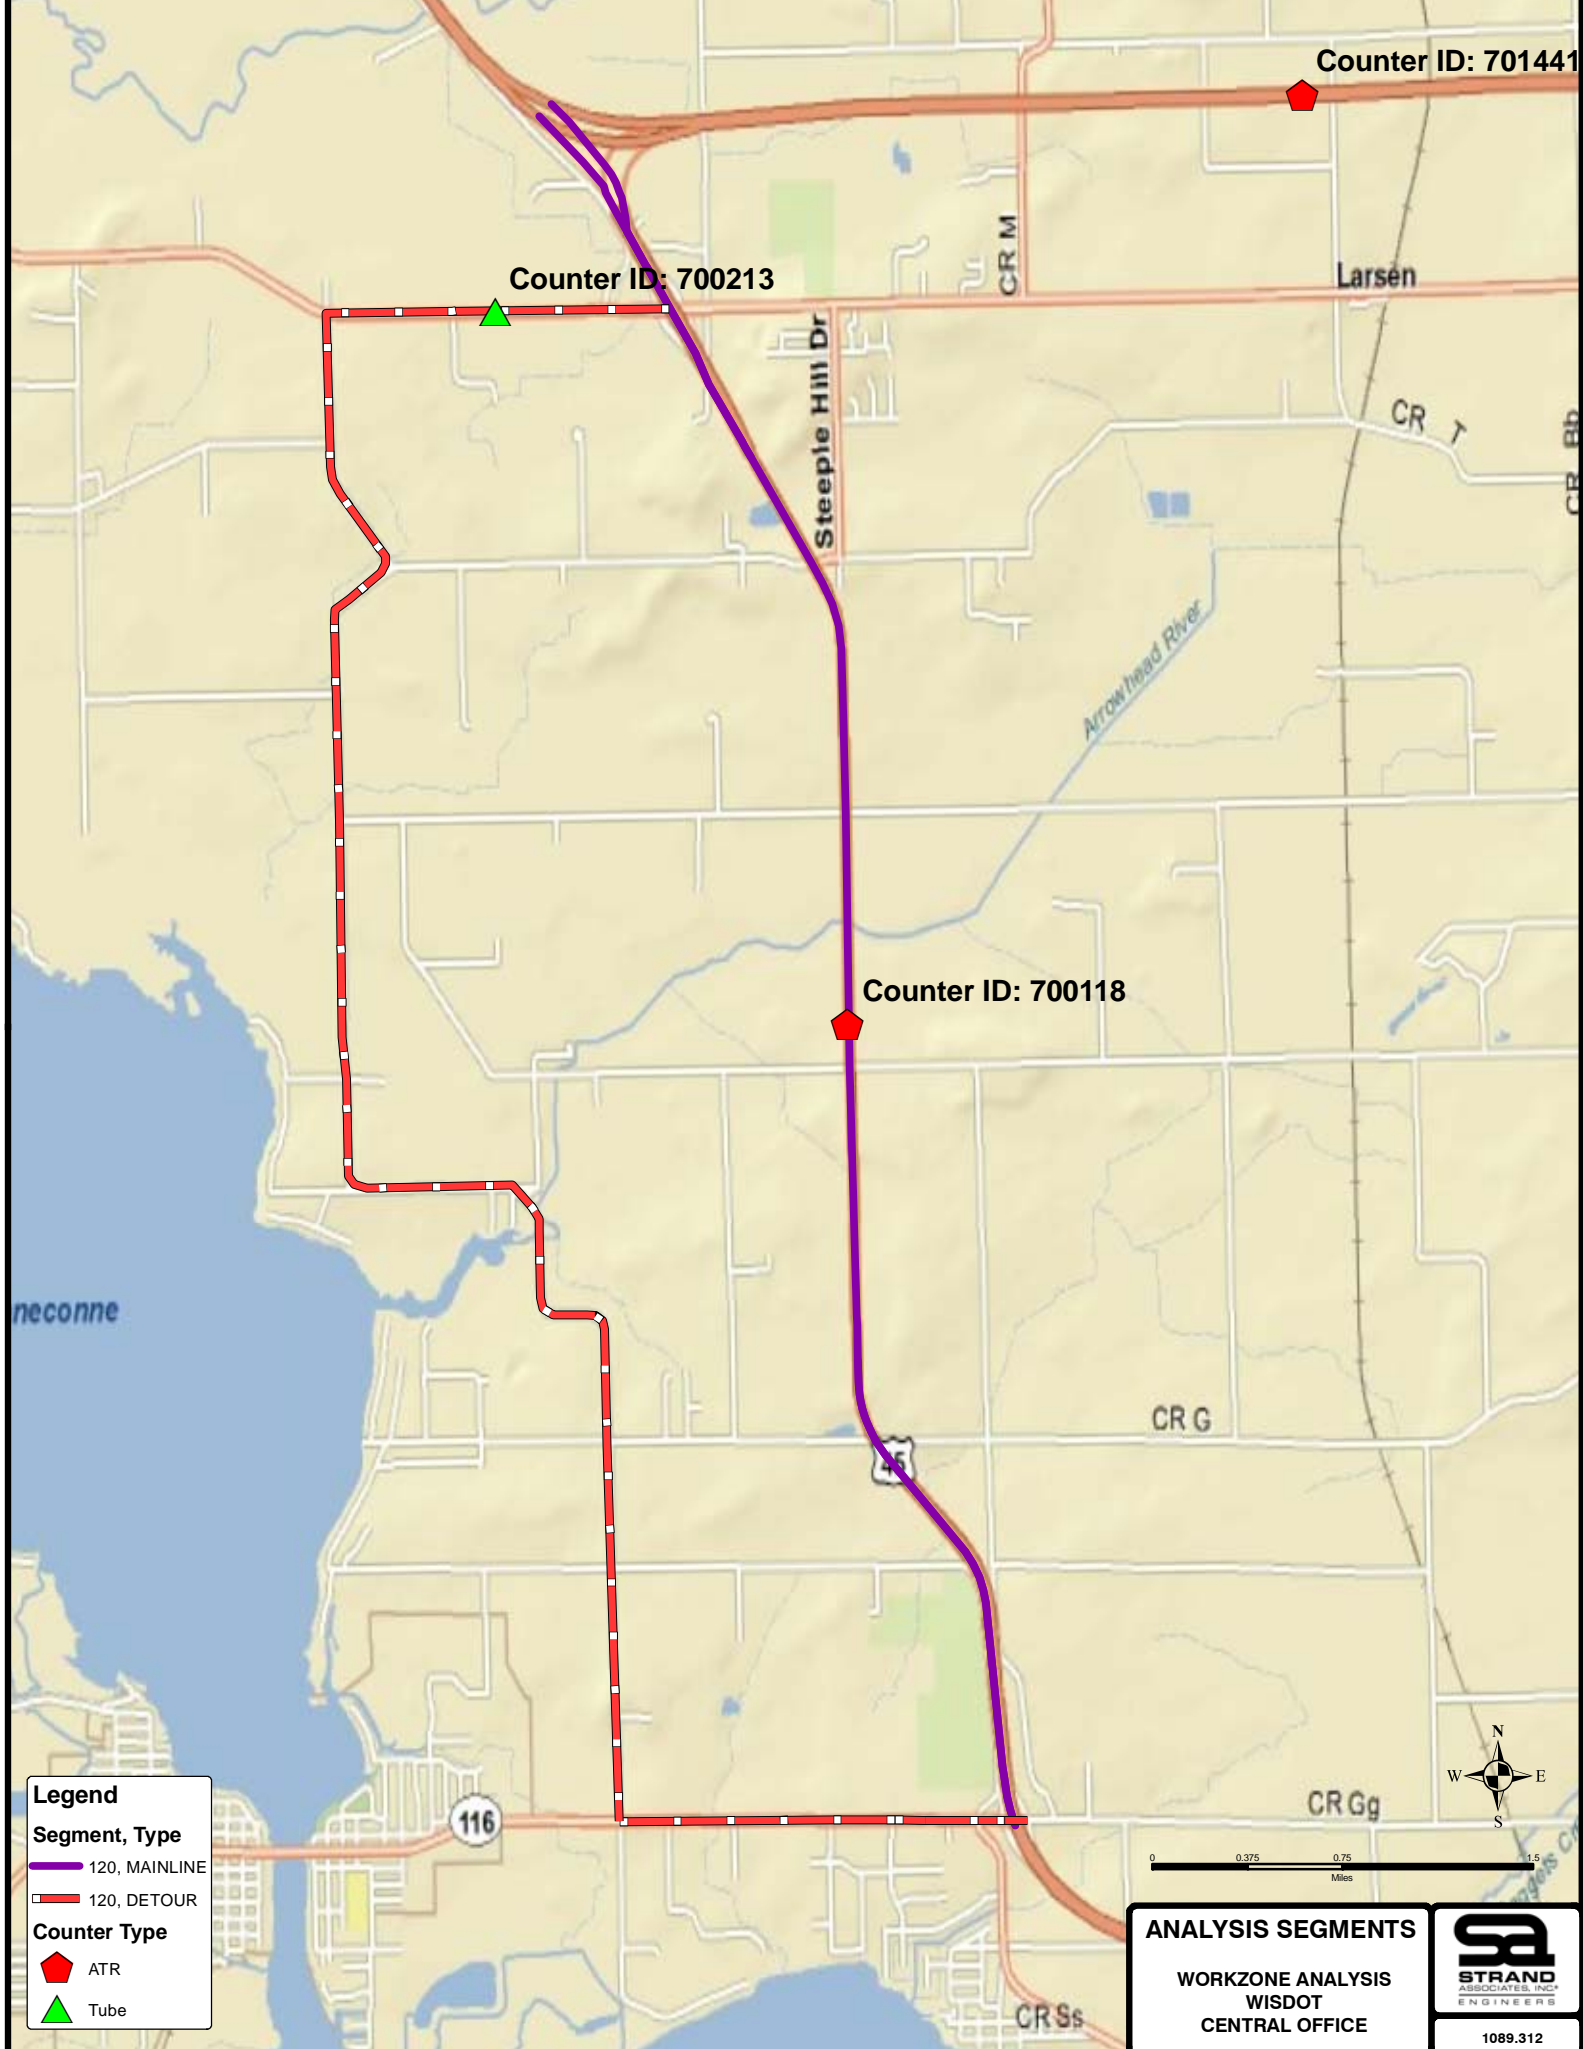 Counter ID: 701441
CR M
Counter ID: 700213
Larsen
Steeple Hill Dr
CR T
CR Bb
Arrowhead River
Counter ID: 700118
neconne
CR G
45
N
W E
S
116
CR Gg
0 0.375 0.75 1.5
Miles
Legend
Segment, Type
120, MAINLINE
120, DETOUR
Counter Type
ATR
Tube
CR Ss
ANALYSIS SEGMENTS
WORKZONE ANALYSIS
WISDOT
CENTRAL OFFICE
sa
STRAND
ASSOCIATES, INC.®
ENGINEERS
1089.312